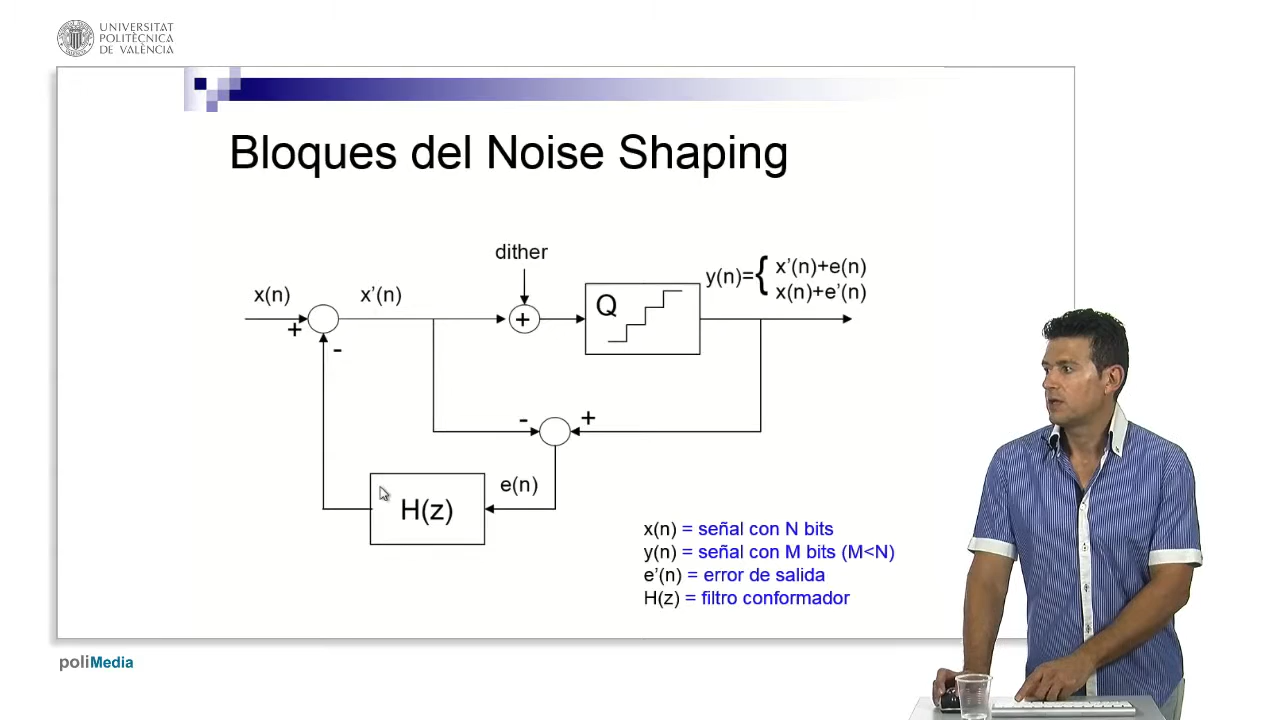 UNIVERSITAT
POLITÈCNICA
DE VALÈNCIA
Bloques del Noise Shaping
dither
x(n)
x’(n)
+
-
+
Q
y(n)={ x’(n)+e(n)
x(n)+e’(n)
-
+
H(z)
e(n)
x(n) = señal con N bits
y(n) = señal con M bits (M<N)
e’(n) = error de salida
H(z) = filtro conformador
poliMedia